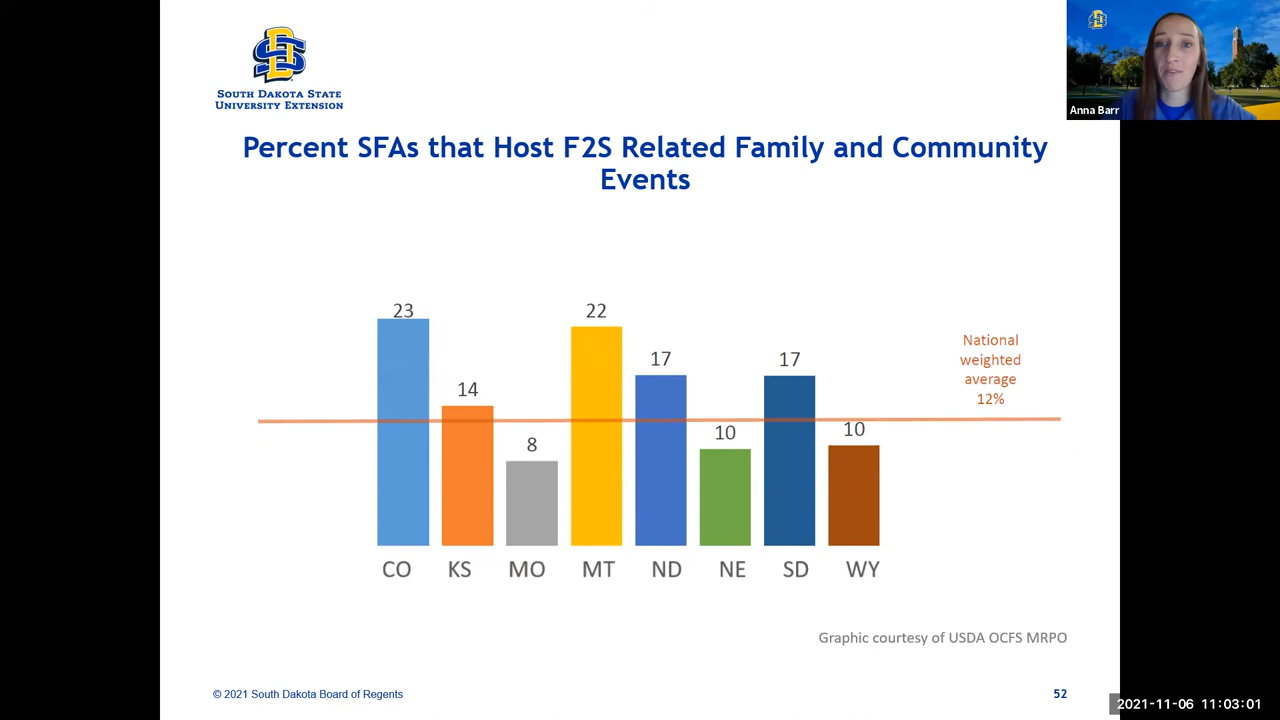 SOUTH DAKOTA STATE
UNIVERSITY EXTENSION
Anna Barr
Percent SFAs that Host F2S Related Family and Community
Events
23
14
8
22
17
10
17
10
National
weighted
average
12%
CO KS MO MT ND NE SD WY
Graphic courtesy of USDA OCFS MRPO
© 2021 South Dakota Board of Regents
52
2021-11-06 11:03:01